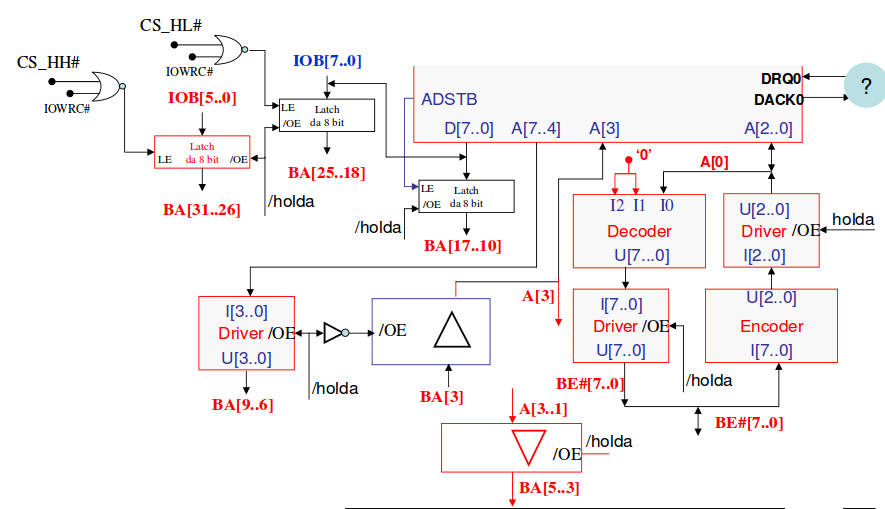 CS_HL#
CS_HH#
IOWRC#
IOB[7..0]
IOWRC#
IOB[5..0]
DRQ0
DACK0
?
ADSTB
D[7..0] A[7..4] A[3] A[2..0]
LE Latch
/OE da 8 bit
Latch
LE da 8 bit /OE
BA[25..18]
'0'
A[0]
BA[31..26]
/holda
LE Latch
/OE da 8 bit
/holda
BA[17..10]
I2 I1 I0
Decoder
U[7...0]
U[2..0]
Driver /OE
I[2..0]
holda
A[3]
I[3..0]
Driver /OE
U[3..0]
/OE
I[7..0]
Driver /OE
U[7..0]
U[2..0]
Encoder
I[7..0]
/holda
BA[9..6]
BA[3]
BE#[7..0]
/holda
A[3..1]
BE#[7..0]
/holda
/OE
BA[5..3]